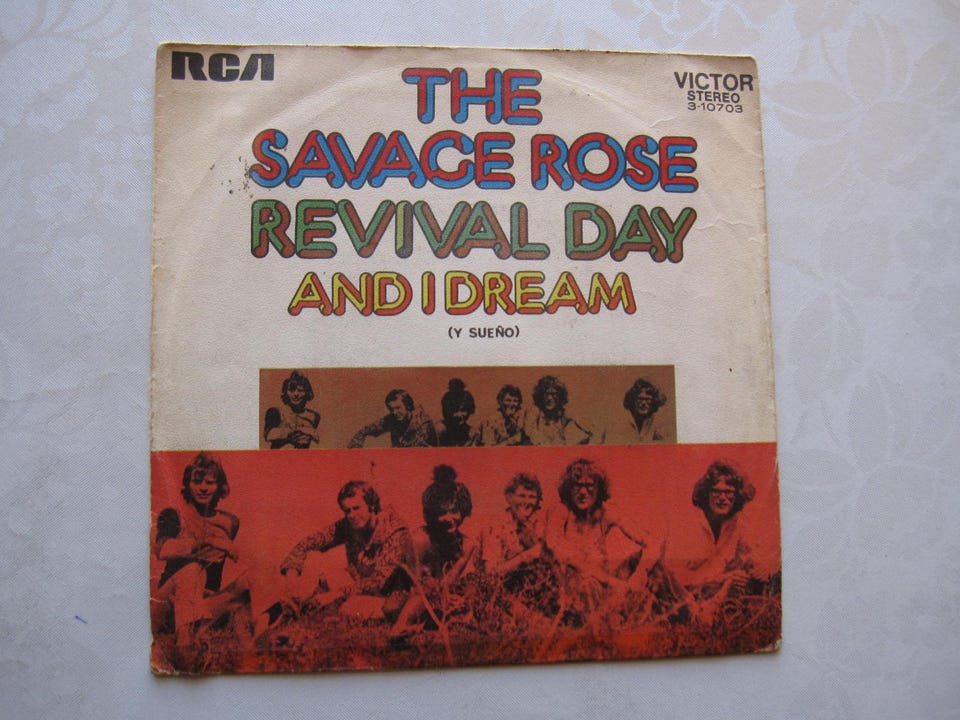 RCA
VICTOR
STEREO
3-10703
THE
SAVAGE ROSE
REVIVAL DAY
AND I DREAM
(Y SUEÑO)